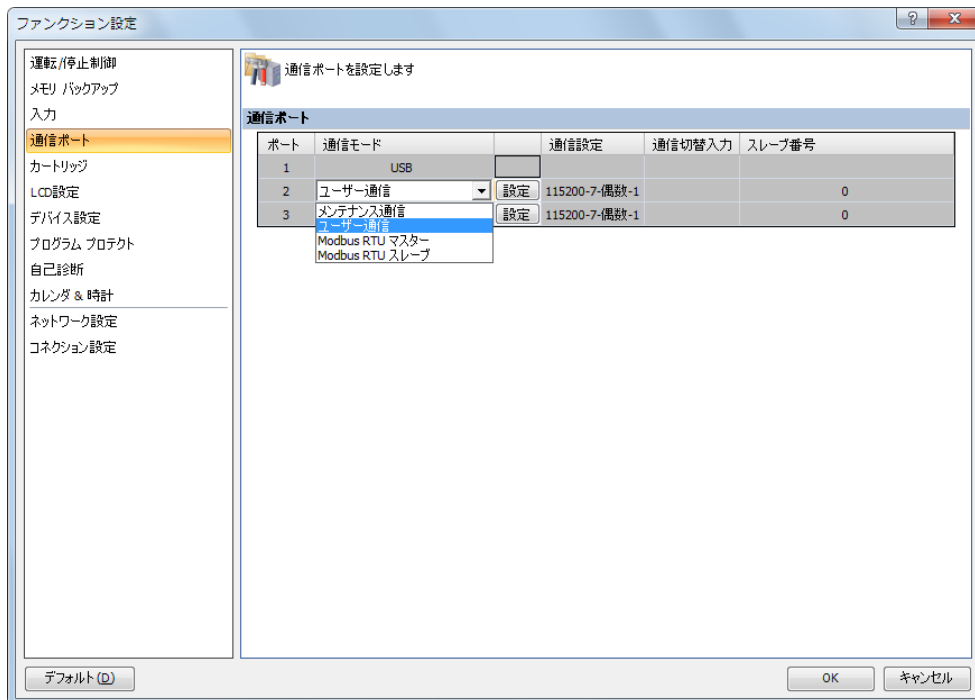 ファンクション設定
運転/停止制御
メモリ バックアップ
入力
通信ポート
カートリッジ
LCD設定
デバイス設定
プログラム プロテクト
自己診断
カレンダ & 時計
ネットワーク設定
コネクション設定
通信ポートを設定します
通信ポート
ポート 通信モード 通信設定 通信切替入力 スレーブ番号
1 USB
2 ユーザー通信 設定 115200-7-偶数-1 0
3 設定 115200-7-偶数-1 0
メンテナンス通信
ユーザー通信
Modbus RTU マスター
Modbus RTU スレーブ
デフォルト(D) OK キャンセル